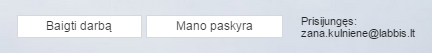 Baigti darbą
Mano paskyra
Prisijungęs:
zana.kulniene@labbis.lt